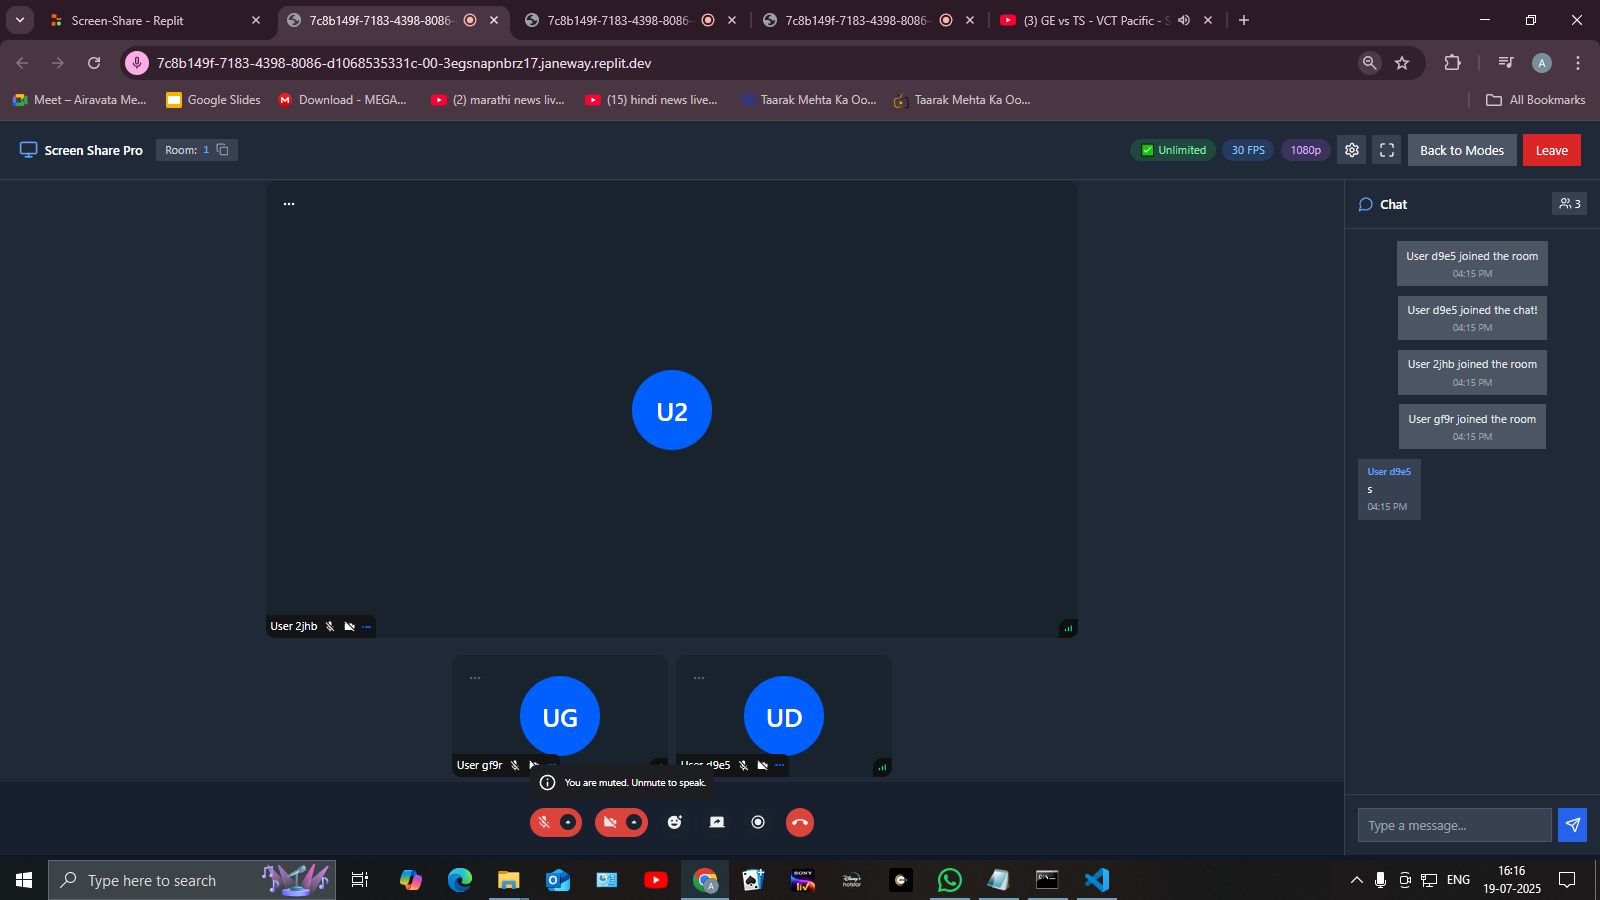 Screen-Share - Replit
7c8b149f-7183-4398-8086-
7c8b149f-7183-4398-8086-
7c8b149f-7183-4398-8086-
(3) GE vs TS - VCT Pacific - S
7c8b149f-7183-4398-8086-d1068535331c-00-3egsnapnbrz17.janeway.replit.dev
A
Meet – Airavata Me...
Google Slides
Download - MEGA...
(2) marathi news liv...
(15) hindi news live...
Taarak Mehta Ka Oo...
Taarak Mehta Ka Oo...
All Bookmarks
Screen Share Pro
Room: 1
Unlimited
30 FPS
1080p
Back to Modes
Leave
Chat
3
User d9e5 joined the room
04:15 PM
User d9e5 joined the chat!
04:15 PM
User 2jhb joined the room
04:15 PM
User gf9r joined the room
04:15 PM
User d9e5
s
04:15 PM
U2
User 2jhb
UG
User gf9r
UD
User d9e5
You are muted. Unmute to speak.
Type a message...
Type here to search
SONY
liv
hotstar
A
ENG
16:16
19-07-2025